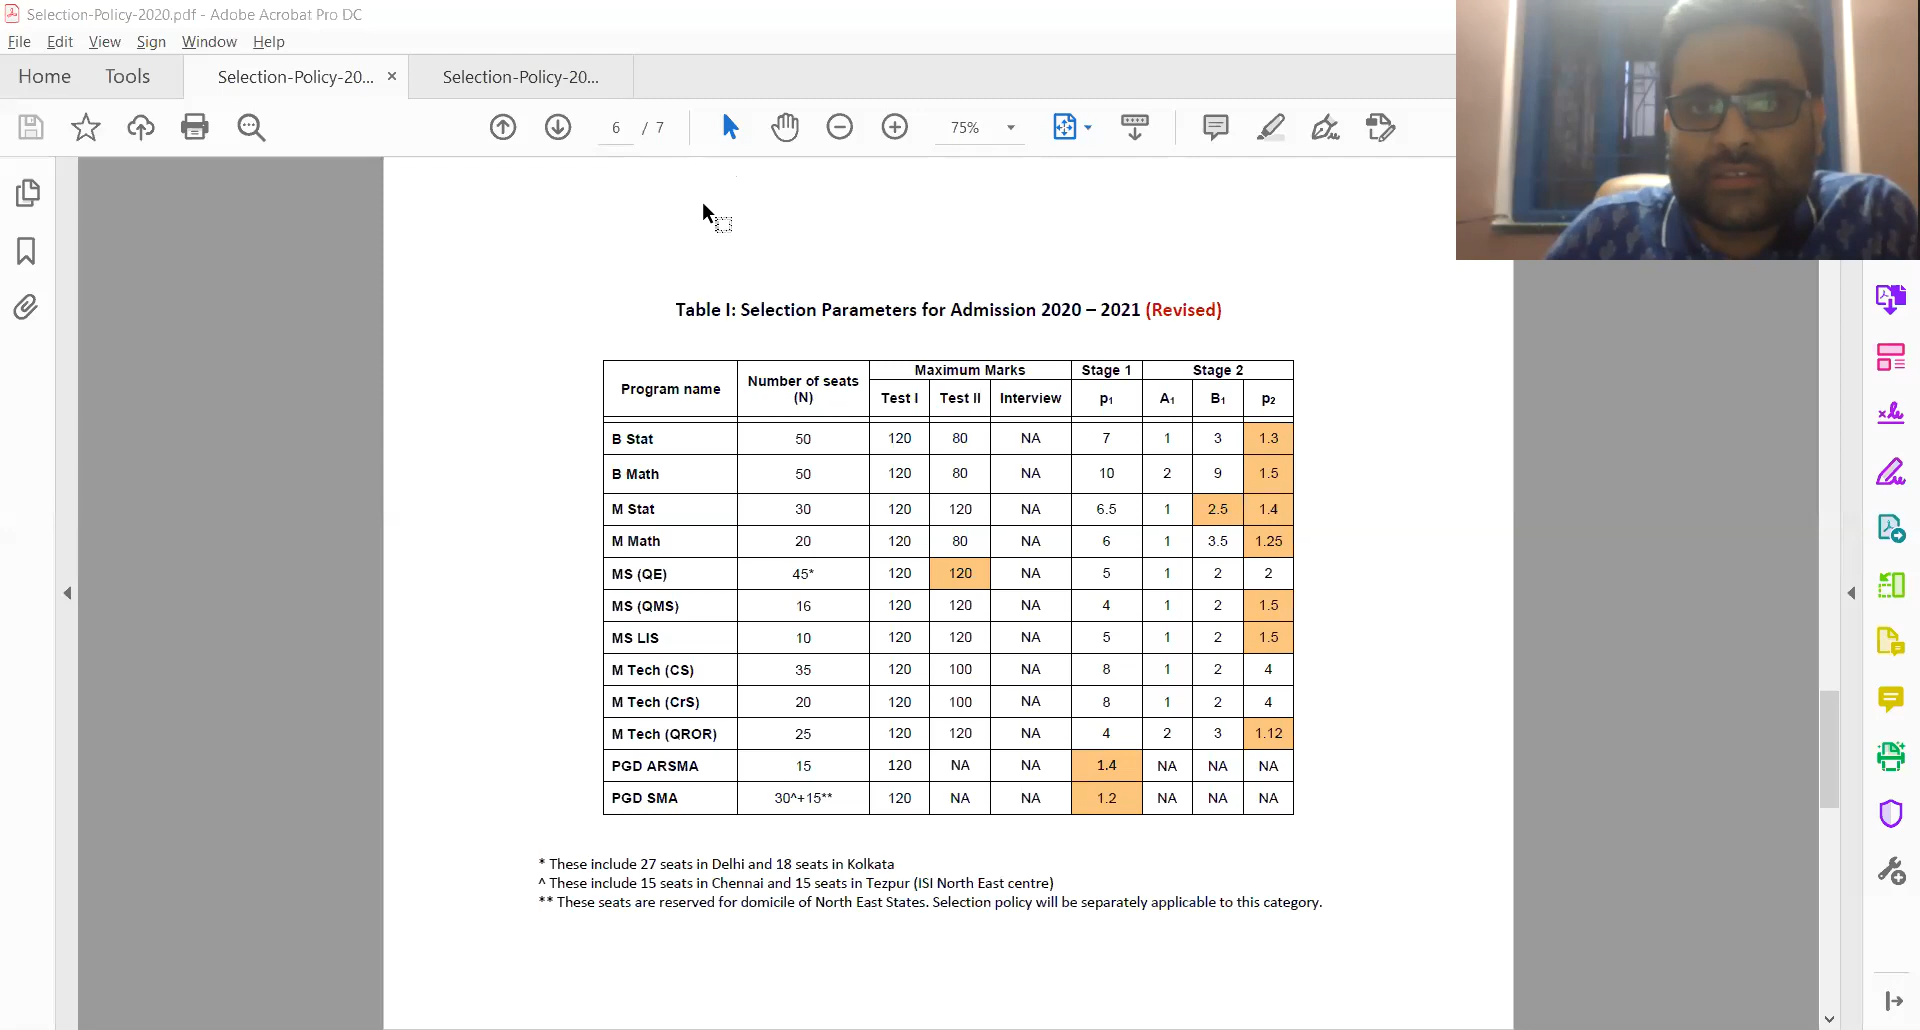 Selection-Policy-2020.pdf - Adobe Acrobat Pro DC
File Edit View Sign Window Help
Home Tools Selection-Policy-20... × Selection-Policy-20...
6 / 7 75%
Table I: Selection Parameters for Admission 2020 – 2021 (Revised)
Program name Number of seats (N) Maximum Marks Stage 1 Stage 2
Test I Test II Interview p₁ A₁ B₁ p₂
B Stat 50 120 80 NA 7 1 3 1.3
B Math 50 120 80 NA 10 2 9 1.5
M Stat 30 120 120 NA 6.5 1 2.5 1.4
M Math 20 120 80 NA 6 1 3.5 1.25
MS (QE) 45* 120 120 NA 5 1 2 2
MS (QMS) 16 120 120 NA 4 1 2 1.5
MS LIS 10 120 120 NA 5 1 2 1.5
M Tech (CS) 35 120 100 NA 8 1 2 4
M Tech (CrS) 20 120 100 NA 8 1 2 4
M Tech (QROR) 25 120 120 NA 4 2 3 1.12
PGD ARSMA 15 120 NA NA 1.4 NA NA NA
PGD SMA 30^+15** 120 NA NA 1.2 NA NA NA
* These include 27 seats in Delhi and 18 seats in Kolkata
^ These include 15 seats in Chennai and 15 seats in Tezpur (ISI North East centre)
** These seats are reserved for domicile of North East States. Selection policy will be separately applicable to this category.